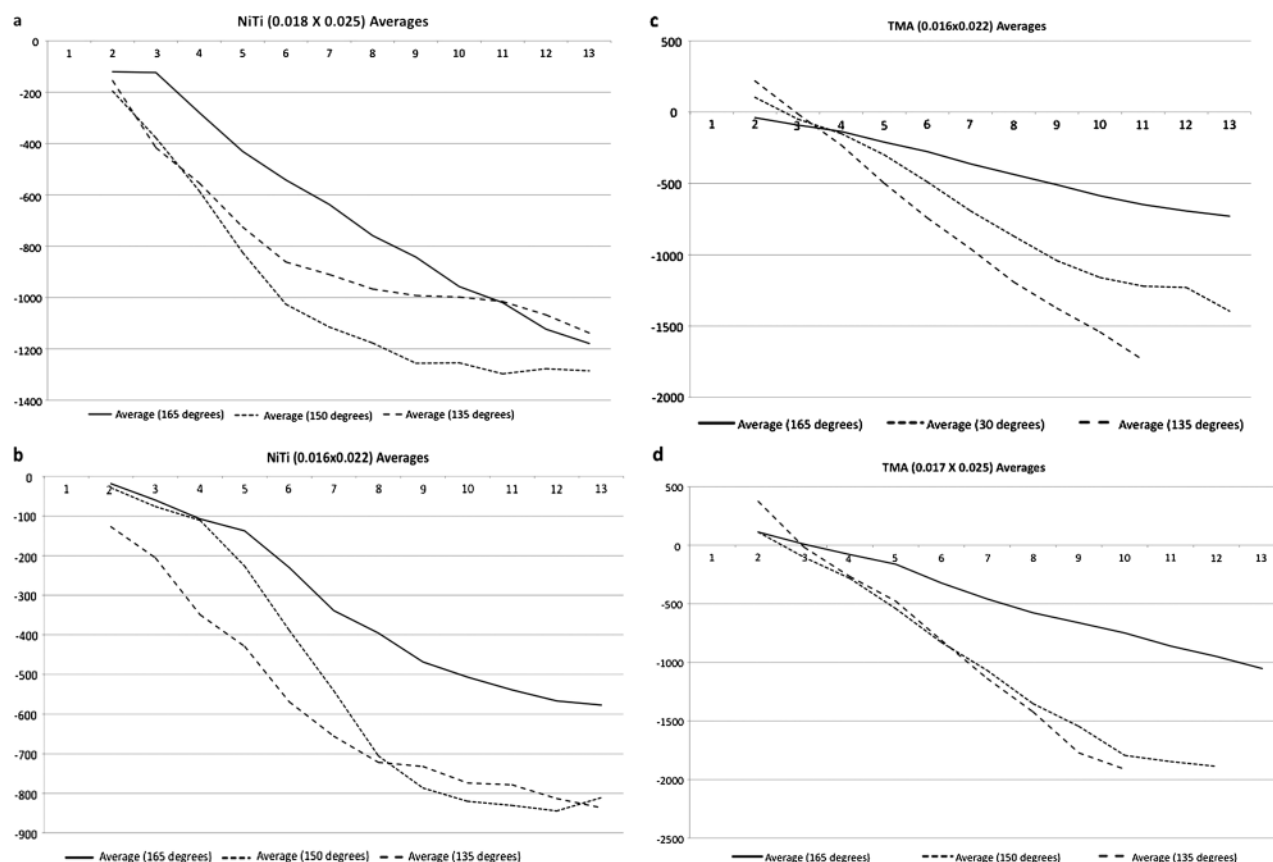 a
NiTi (0.018 X 0.025) Averages
0
1 2 3 4 5 6 7 8 9 10 11 12 13
-200
-400
-600
-800
-1000
-1200
-1400
Average (165 degrees) Average (150 degrees) Average (135 degrees)
b
NiTi (0.016x0.022) Averages
0
1 2 3 4 5 6 7 8 9 10 11 12 13
-100
-200
-300
-400
-500
-600
-700
-800
-900
Average (165 degrees) Average (150 degrees) Average (135 degrees)
c
TMA (0.016x0.022) Averages
500
0
1 2 3 4 5 6 7 8 9 10 11 12 13
-500
-1000
-1500
-2000
Average (165 degrees) Average (30 degrees) Average (135 degrees)
d
TMA (0.017 X 0.025) Averages
500
0
1 2 3 4 5 6 7 8 9 10 11 12 13
-500
-1000
-1500
-2000
-2500
Average (165 degrees) Average (150 degrees) Average (135 degrees)